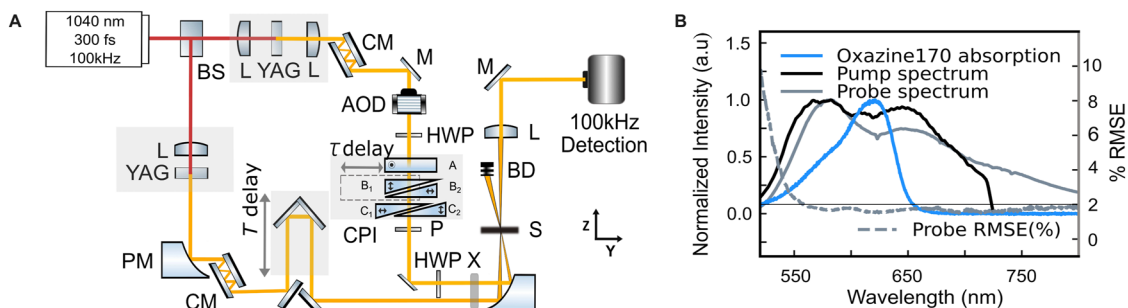 A
1040 nm
300 fs
100kHz
BS
L YAG L
CM
M
AOD
HWP
M
100kHz
Detection
L
BD
τ delay
A
B1
B2
C1
C2
CPI
P
S
Z
Y
L
YAG
T delay
PM
CM
HWP X
B
Normalized Intensity (a.u)
1.5
1.0
0.5
0.0
Oxazine170 absorption
Pump spectrum
Probe spectrum
Probe RMSE(%)
10
8
6
4
2
0
% RMSE
550
650
750
Wavelength (nm)